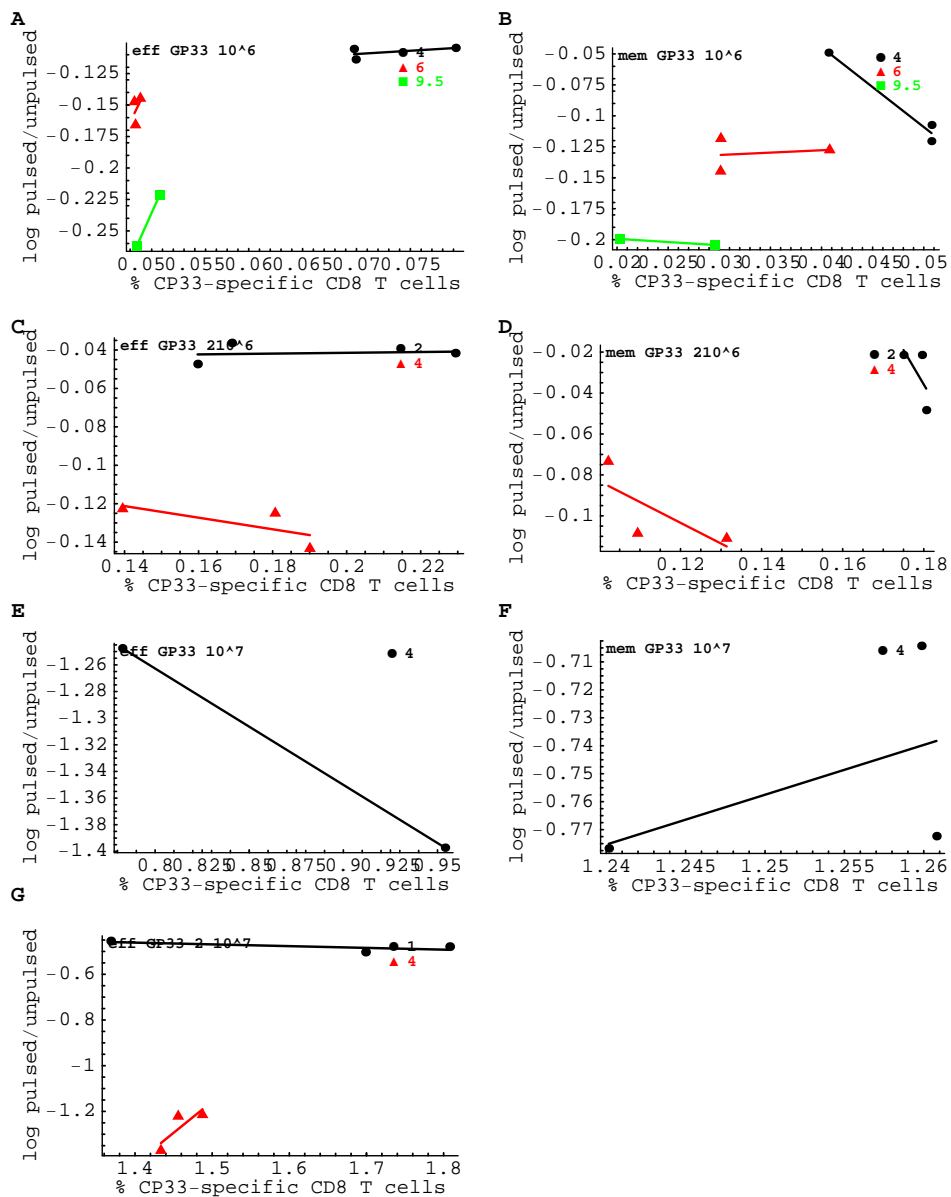 A
eff GP33 10^6
4
6
9.5
-0.125
-0.15
-0.175
-0.2
-0.225
-0.25
log pulsed/unpulsed
0.050.0550.060.0650.070.075
% CP33-specific CD8 T cells
B
mem GP33 10^6
4
6
9.5
-0.05
-0.075
-0.1
-0.125
-0.15
-0.175
-0.2
log pulsed/unpulsed
0.020.0250.030.0350.040.0450.05
% CP33-specific CD8 T cells
C
eff GP33 210^6
2
4
-0.04
-0.06
-0.08
-0.1
-0.12
-0.14
log pulsed/unpulsed
0.14 0.16 0.18 0.2 0.22
% CP33-specific CD8 T cells
D
mem GP33 210^6
2
4
-0.02
-0.04
-0.06
-0.08
-0.1
log pulsed/unpulsed
0.12 0.14 0.16 0.18
% CP33-specific CD8 T cells
E
eff GP33 10^7
4
-1.26
-1.28
-1.3
-1.32
-1.34
-1.36
-1.38
-1.4
log pulsed/unpulsed
0.80.8250.850.8750.90.9250.95
% CP33-specific CD8 T cells
F
mem GP33 10^7
4
-0.71
-0.72
-0.73
-0.74
-0.75
-0.76
-0.77
log pulsed/unpulsed
1.24 1.245 1.25 1.255 1.26
% CP33-specific CD8 T cells
G
eff GP33 2 10^7
1
4
-0.6
-0.8
-1
-1.2
log pulsed/unpulsed
1.4 1.5 1.6 1.7 1.8
% CP33-specific CD8 T cells